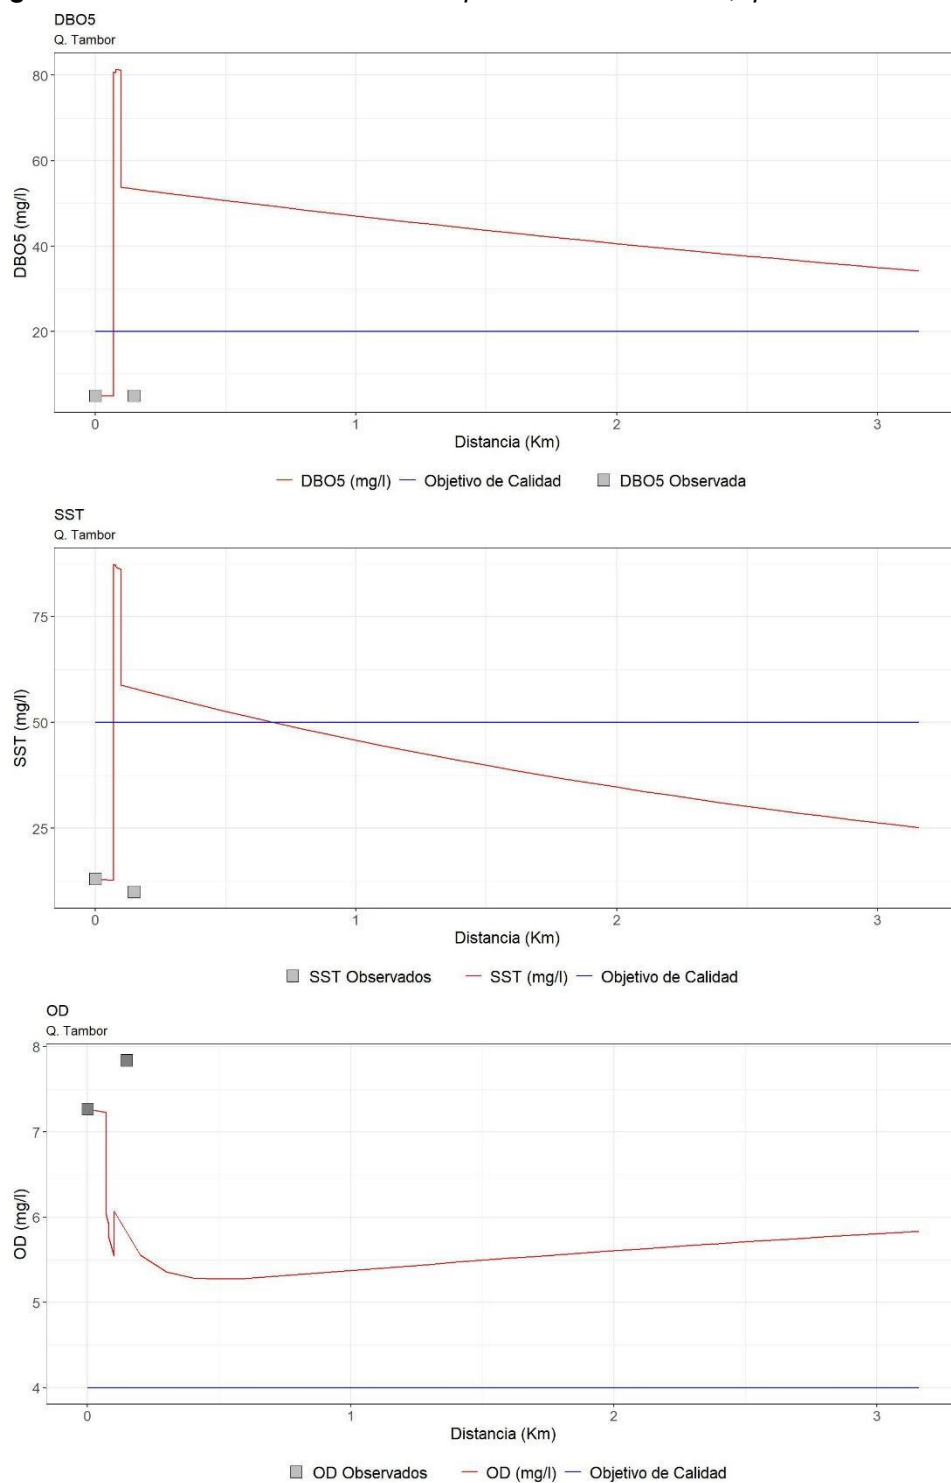 DBO5
Q. Tambor
80
60
40
20
DBO5 (mg/l)
0 1 2 3
Distancia (Km)
DBO5 (mg/l) Objetivo de Calidad DBO5 Observada
SST
Q. Tambor
75
50
25
SST (mg/l)
0 1 2 3
Distancia (Km)
SST Observados SST (mg/l) Objetivo de Calidad
OD
Q. Tambor
8
7
6
5
4
OD (mg/l)
0 1 2 3
Distancia (Km)
OD Observados OD (mg/l) Objetivo de Calidad